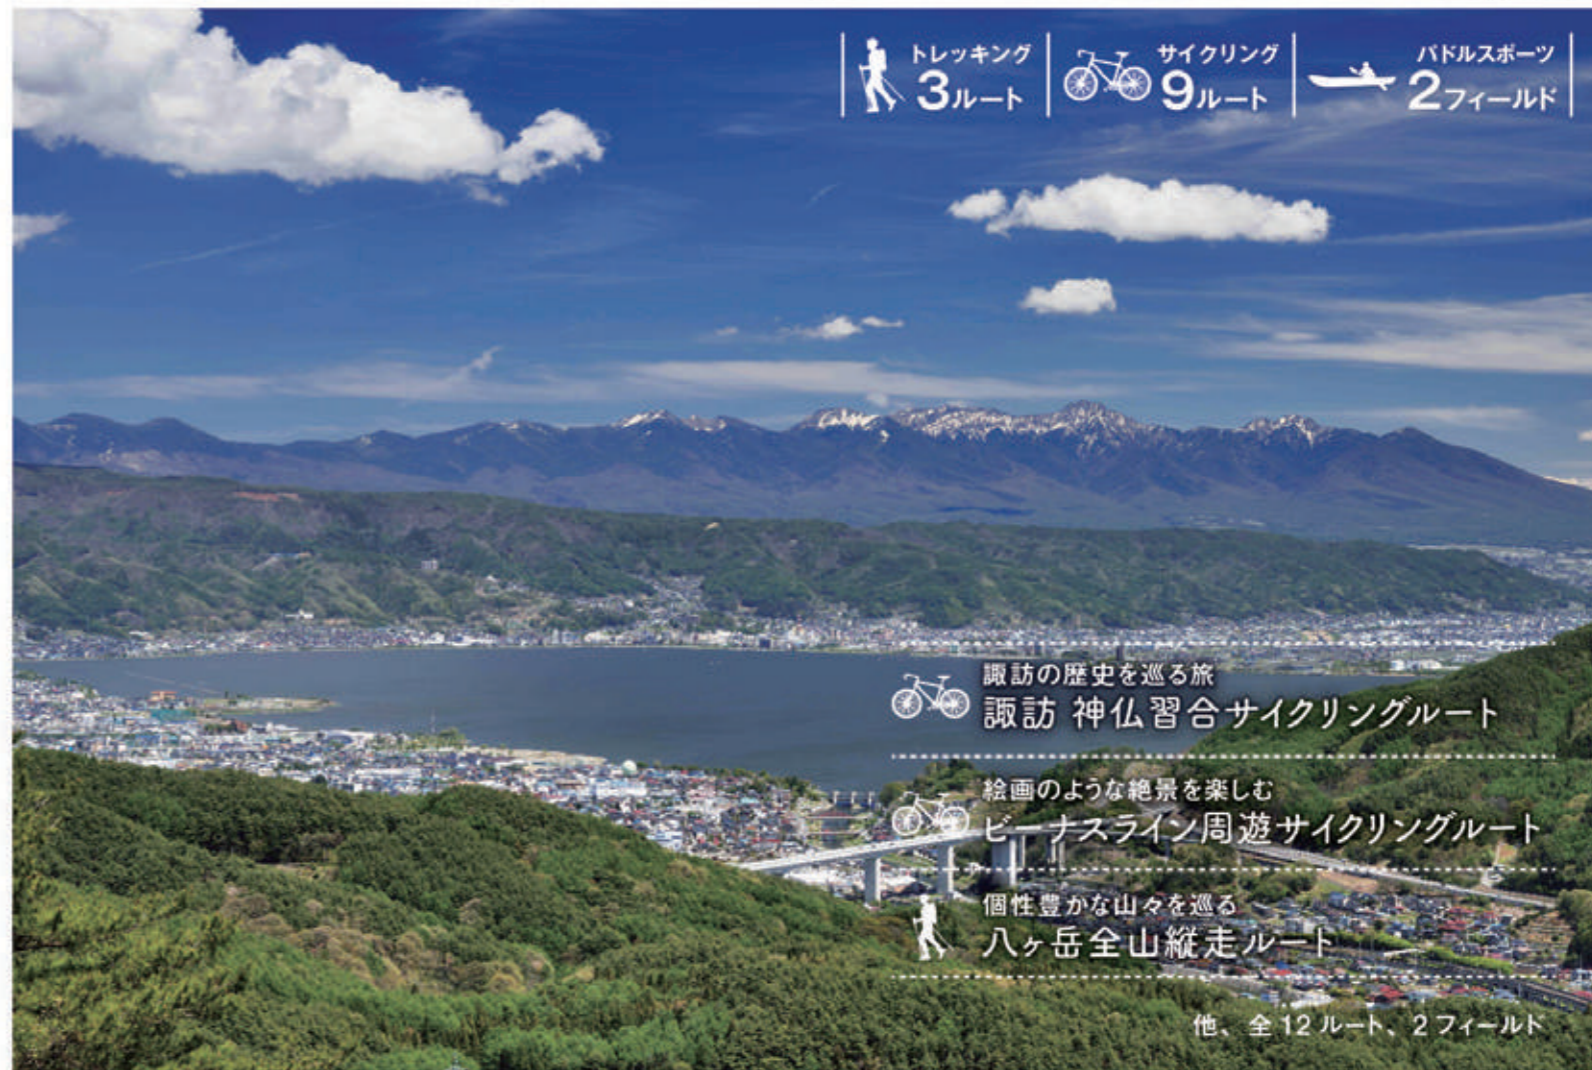 トレッキング
3ルート
サイクリング
9ルート
パドルスポーツ
2フィールド
諏訪の歴史を巡る旅
諏訪 神仏習合サイクリングルート
絵画のような絶景を楽しむ
ビーナスライン周遊サイクリングルート
個性豊かな山々を巡る
八ヶ岳全山縦走ルート
他、全12ルート、2フィールド